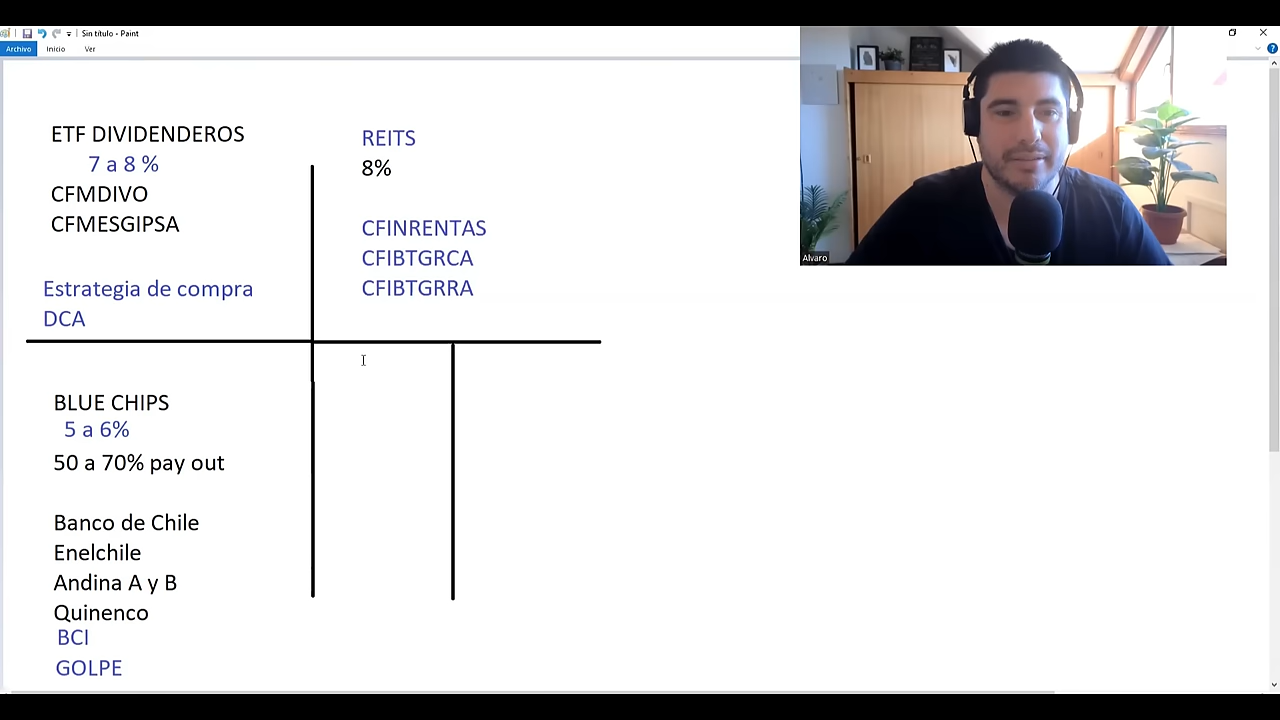 Sin título - Paint
Archivo
Inicio
Ver
ETF DIVIDENDEROS
7 a 8 %
CFMDIVO
CFMESGIPSA
Estrategia de compra
DCA
REITS
8%
CFINRENTAS
CFIBTGRCA
CFIBTGRRA
BLUE CHIPS
5 a 6%
50 a 70% pay out
Banco de Chile
Enelchile
Andina A y B
Quinenco
BCI
GOLPE
Alvaro